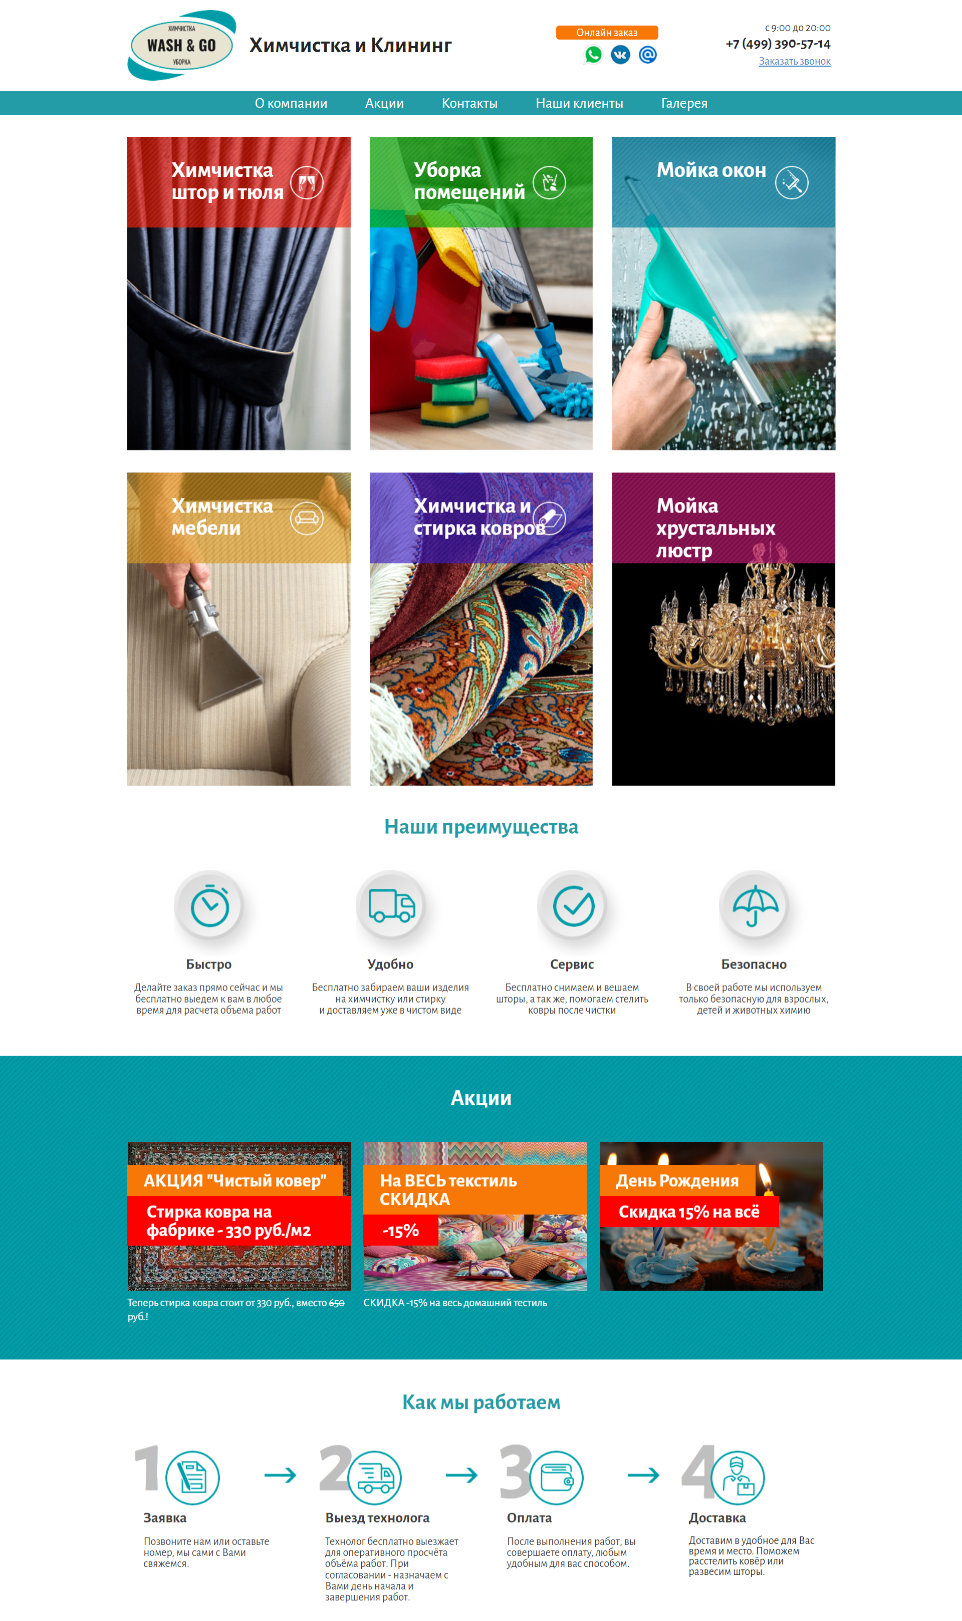 ХИМЧИСТКА
WASH & GO
УБОРКА
Химчистка и Клининг
Онлайн заказ
с 9:00 до 20:00
+7 (499) 390-57-14
Заказать звонок
О компании Акции Контакты Наши клиенты Галерея
Химчистка
штор и тюля
Уборка
помещений
Мойка окон
Химчистка
мебели
Химчистка и
стирка ковров
Мойка
хрустальных
люстр
Наши преимущества
Быстро
Делайте заказ прямо сейчас и мы
бесплатно выедем к вам в любое
время для расчета объема работ
Удобно
Бесплатно забираем ваши изделия
на химчистку или стирку
и доставляем уже в чистом виде
Сервис
Бесплатно снимаем и вешаем
шторы, а так же, помогаем стелить
ковры после чистки
Безопасно
В своей работе мы используем
только безопасную для взрослых,
детей и животных химию
Акции
АКЦИЯ "Чистый ковер"
Стирка ковра на
фабрике - 330 руб./м2
Теперь стирка ковра стоит от 330 руб., вместо 650
руб.!
На ВЕСЬ текстиль
СКИДКА
-15%
СКИДКА -15% на весь домашний тестиль
День Рождения
Скидка 15% на всё
Как мы работаем
1
Заявка
Позвоните нам или оставьте
номер, мы сами с Вами
свяжемся.
2
Выезд технолога
Технолог бесплатно выезжает
для оперативного просчёта
объёма работ. При
согласовании - назначаем с
Вами день начала и
завершения работ.
3
Оплата
После выполнения работ, вы
совершаете оплату, любым
удобным для вас способом.
4
Доставка
Доставим в удобное для Вас
время и место. Поможем
расстелить ковёр или
развесим шторы.